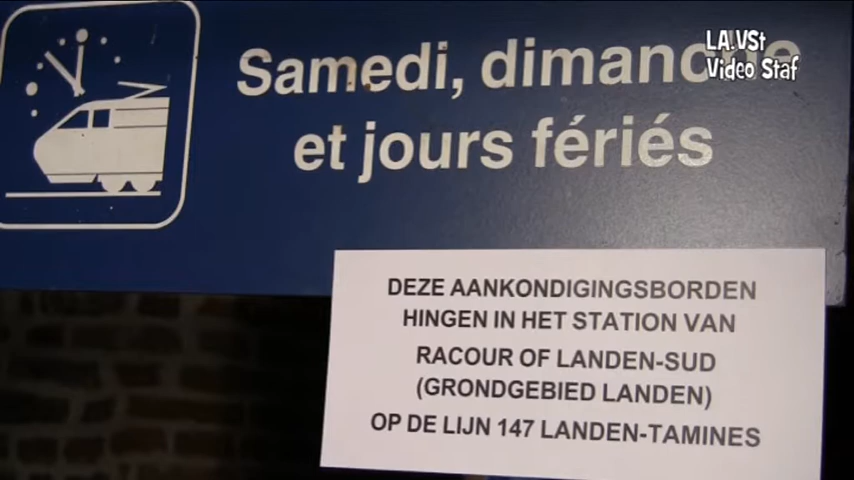 LA.VSt
Video Staf
Samedi, dimanche
et jours fériés
DEZE AANKONDIGINGSBORDEN
HINGEN IN HET STATION VAN
RACOUR OF LANDEN-SUD
(GRONDGEBIED LANDEN)
OP DE LIJN 147 LANDEN-TAMINES